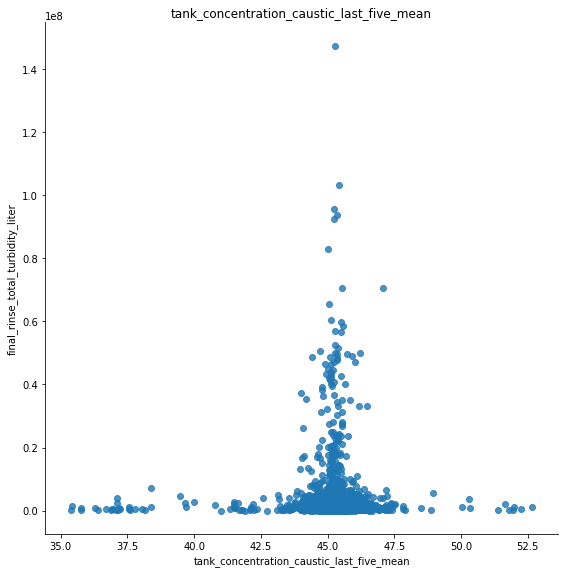 tank_concentration_caustic_last_five_mean
1e8
1.4
1.2
1.0
0.8
0.6
0.4
0.2
0.0
final_rinse_total_turbidity_liter
35.0 37.5 40.0 42.5 45.0 47.5 50.0 52.5
tank_concentration_caustic_last_five_mean